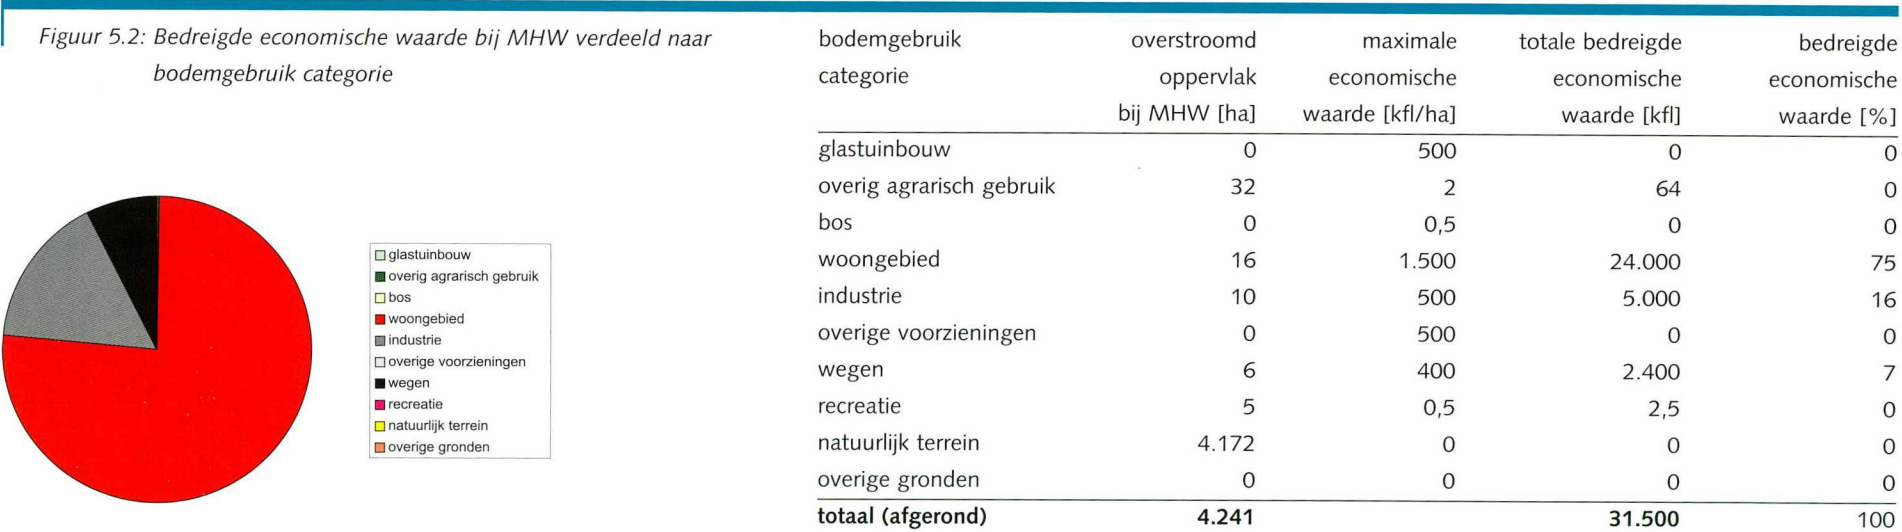 Figuur 5.2: Bedreigde economische waarde bij MHW verdeeld naar
bodemgebruik categorie
glastuinbouw
overig agrarisch gebruik
bos
woongebied
industrie
overige voorzieningen
wegen
recreatie
natuurlijk terrein
overige gronden
bodemgebruik overstroomd maximale totale bedreigde bedreigde
categorie oppervlak economische economische economische
bij MHW [ha] waarde [kfl/ha] waarde [kfl] waarde [%]
glastuinbouw 0 500 0 0
overig agrarisch gebruik 32 2 64 0
bos 0 0,5 0 0
woongebied 16 1.500 24.000 75
industrie 10 500 5.000 16
overige voorzieningen 0 500 0 0
wegen 6 400 2.400 7
recreatie 5 0,5 2,5 0
natuurlijk terrein 4.172 0 0 0
overige gronden 0 0 0 0
totaal (afgerond) 4.241 31.500 100